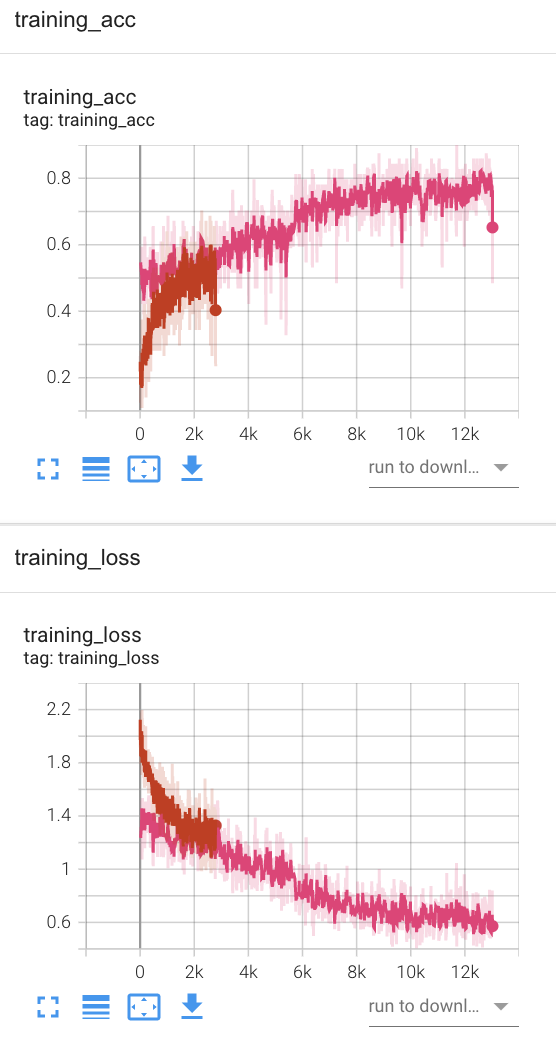 training_acc
training_acc
tag: training_acc
0.8
0.6
0.4
0.2
0 2k 4k 6k 8k 10k 12k
run to downl...
training_loss
training_loss
tag: training_loss
2.2
1.8
1.4
1
0.6
0 2k 4k 6k 8k 10k 12k
run to downl...